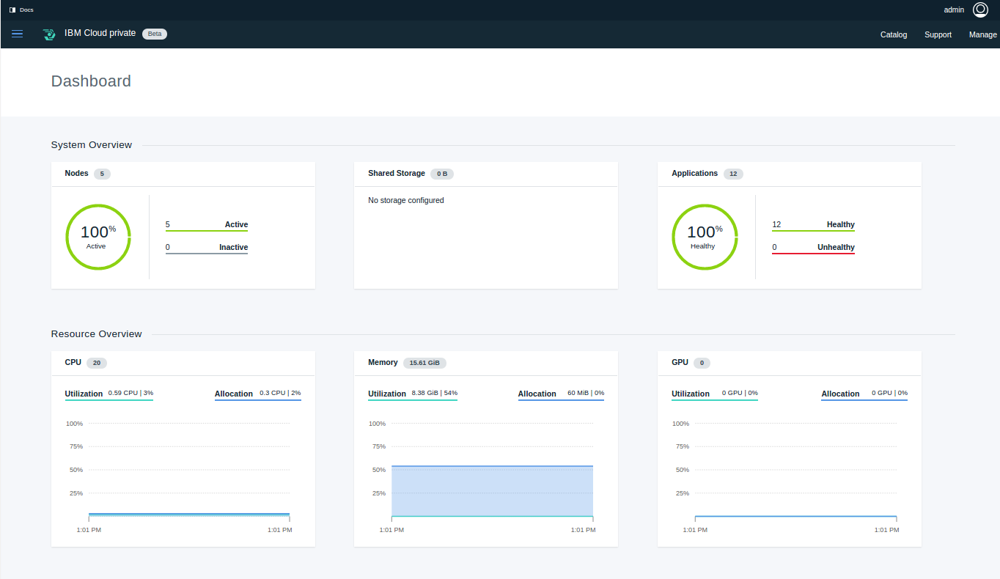 Docs
admin
IBM Cloud private Beta
Catalog Support Manage
Dashboard
System Overview
Nodes 5
100%
Active
5 Active
0 Inactive
Shared Storage 0 B
No storage configured
Applications 12
100%
Healthy
12 Healthy
0 Unhealthy
Resource Overview
CPU 20
Utilization 0.59 CPU | 3%
Allocation 0.3 CPU | 2%
100%
75%
50%
25%
1:01 PM 1:01 PM
Memory 15.61 GiB
Utilization 8.38 GiB | 54%
Allocation 60 MiB | 0%
100%
75%
50%
25%
1:01 PM 1:01 PM
GPU 0
Utilization 0 GPU | 0%
Allocation 0 GPU | 0%
100%
75%
50%
25%
1:01 PM 1:01 PM